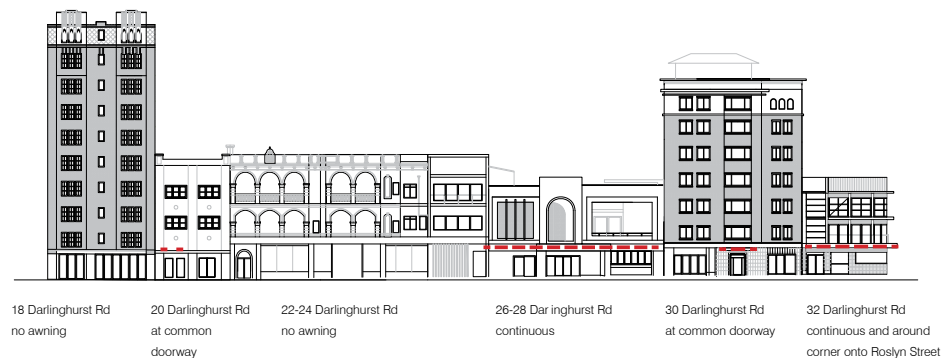 18 Darlinghurst Rd
no awning
20 Darlinghurst Rd
at common
doorway
22-24 Darlinghurst Rd
no awning
26-28 Dar inghurst Rd
continuous
30 Darlinghurst Rd
at common doorway
32 Darlinghurst Rd
continuous and around
corner onto Roslyn Street